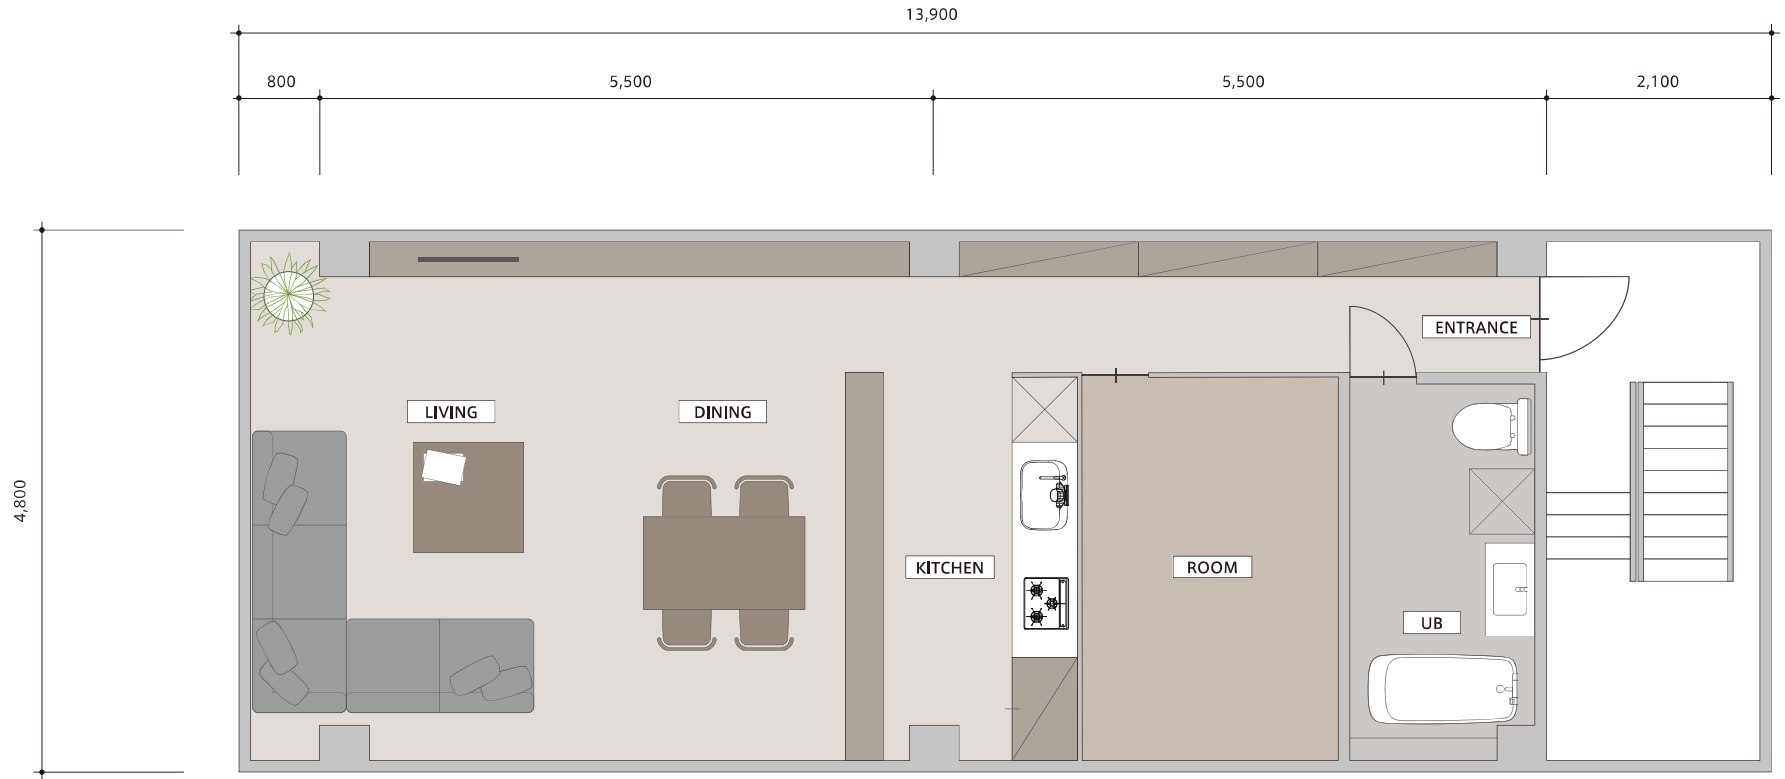 13,900
800
5,500
5,500
2,100
4,800
ENTRANCE
LIVING
DINING
KITCHEN
ROOM
UB